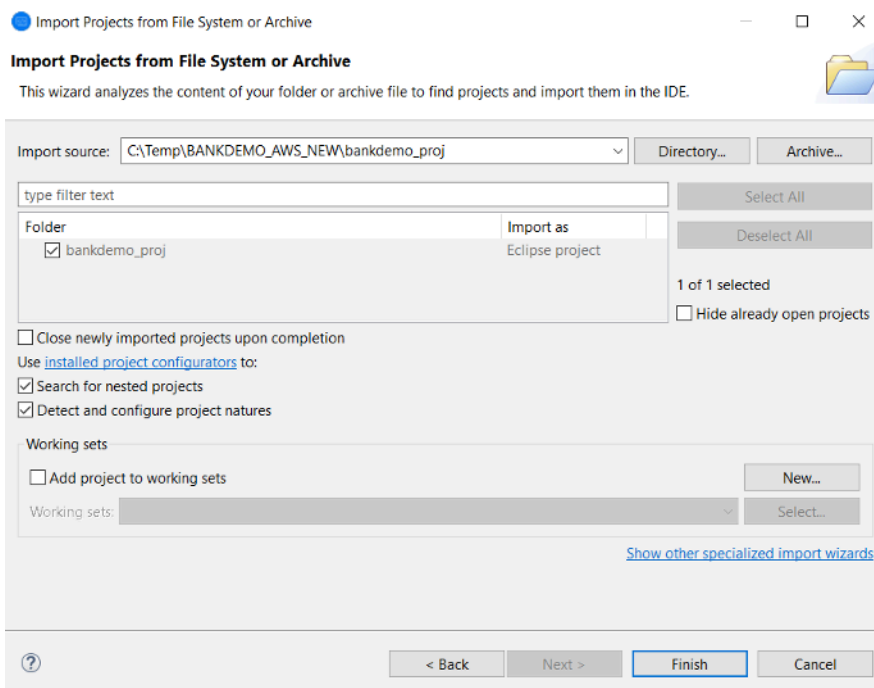 Import Projects from File System or Archive
Import Projects from File System or Archive
This wizard analyzes the content of your folder or archive file to find projects and import them in the IDE.
Import source: C:\Temp\BANKDEMO_AWS_NEW\bankdemo_proj Directory... Archive...
type filter text Select All
Folder Import as
Deselect All
bankdemo_proj Eclipse project
1 of 1 selected
Hide already open projects
Close newly imported projects upon completion
Use installed project configurators to:
Search for nested projects
Detect and configure project natures
Working sets
Add project to working sets New...
Working sets: Select...
Show other specialized import wizards
? < Back Next > Finish Cancel